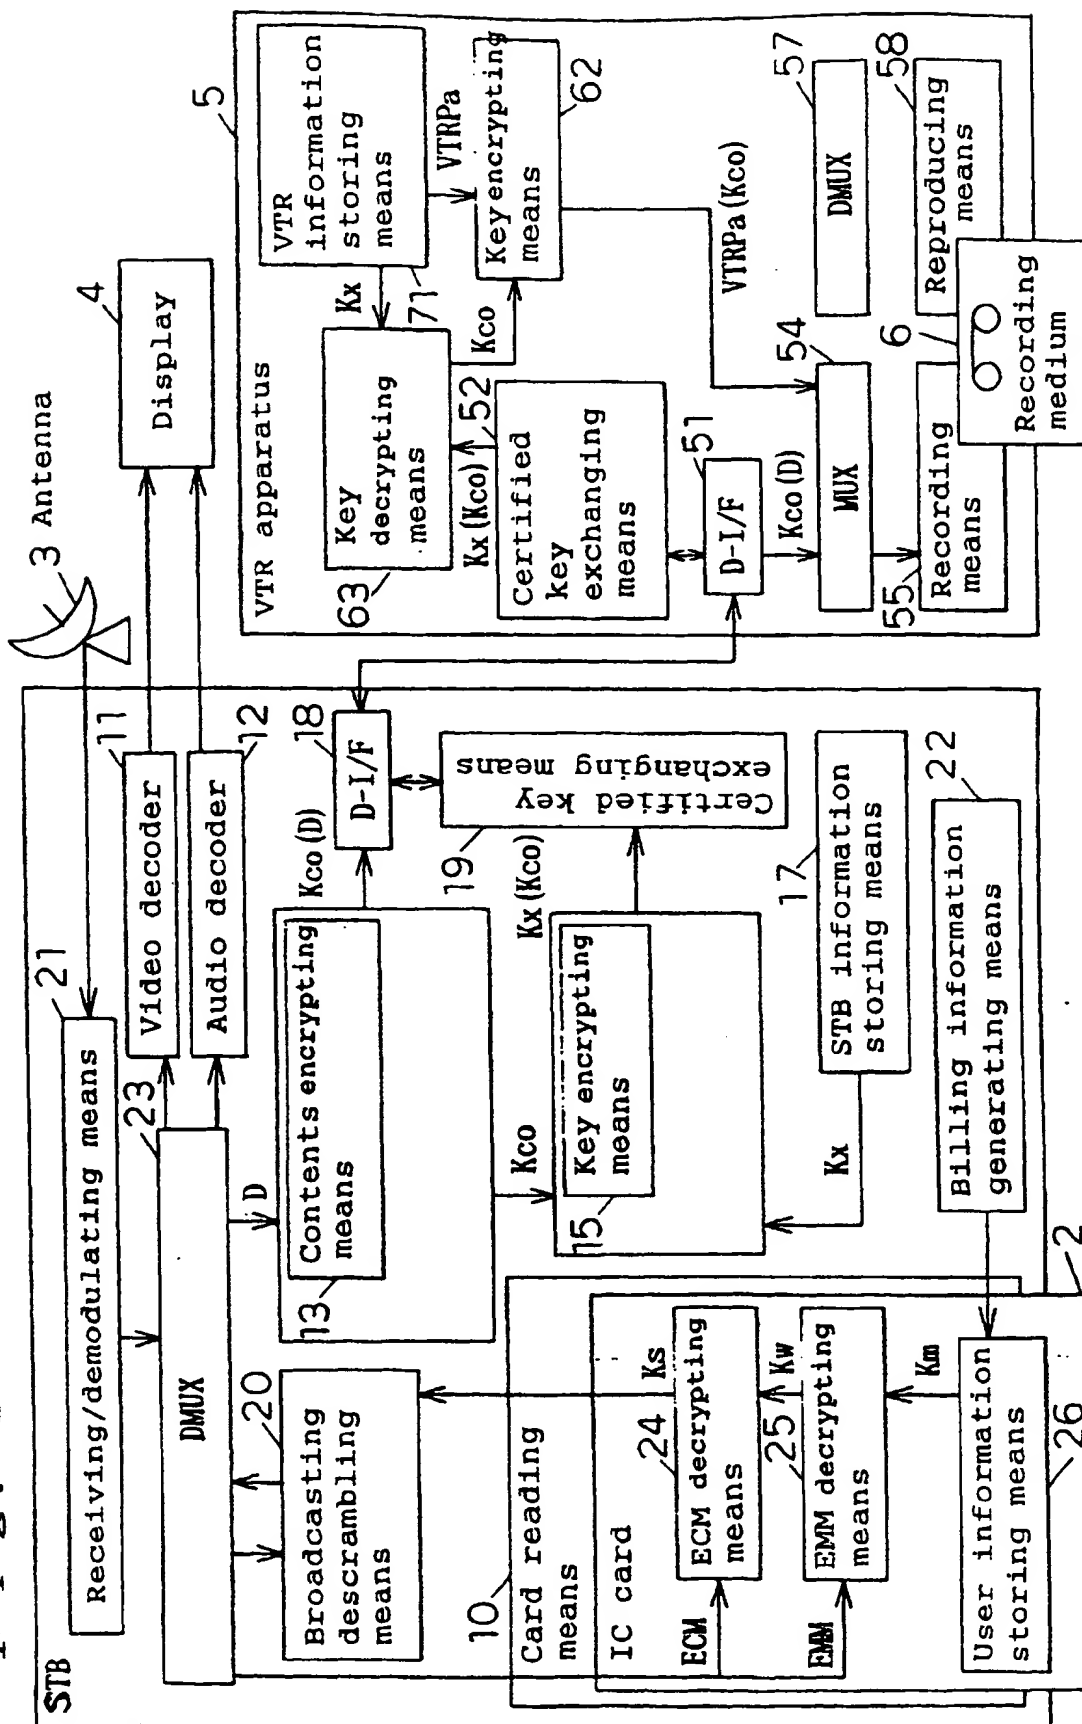 STB
3 Antenna
21
Receiving/demodulating means
23
DMUX
11
Video decoder
12
Audio decoder
4
Display
20
Broadcasting
descrambling
means
D
13
Contents encrypting
means
Kco(D)
18
D-I/F
Kco
15
Key encrypting
means
Kx(Kco)
19
Certified key
exchanging means
17
STB information
storing means
Kx
22
Billing information
generating means
10
Card reading
means
2
IC card
Ks
24
ECM decrypting
means
ECM
Kw
25
EMM decrypting
means
EMM
Km
User information
storing means
26
5
VTR apparatus
VTR
information
storing
means
71
Kx
VTRPa
62
Key encrypting
means
Kco
63
Key
decrypting
means
Kx(Kco)
52
Certified
key
exchanging
means
51
D-I/F
Kco(D)
VTRPa(Kco)
54
MUX
57
DMUX
55
Recording
means
58
Reproducing
means
6
Recording
medium